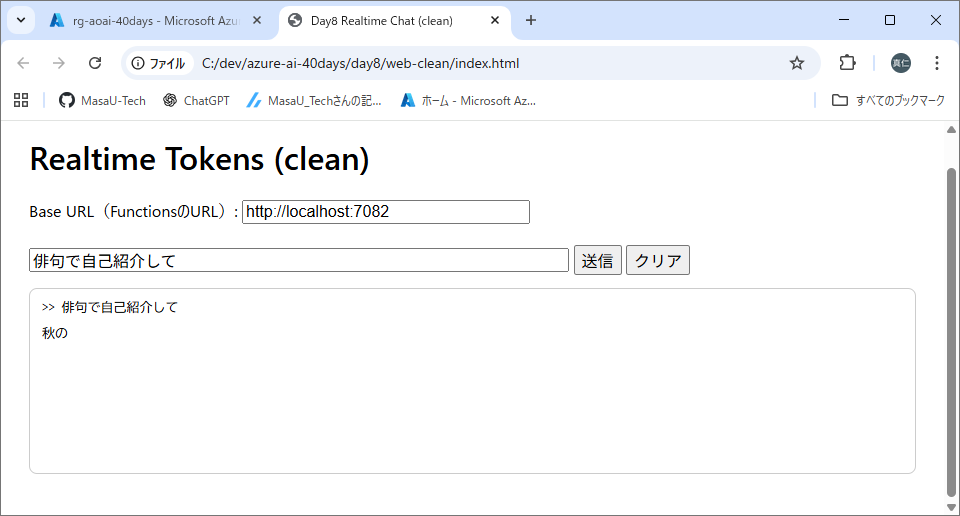 rg-aoai-40days - Microsoft Azu
Day8 Realtime Chat (clean)
ファイル
C:/dev/azure-ai-40days/day8/web-clean/index.html
真仁
MasaU-Tech
ChatGPT
MasaU_Techさんの記...
ホーム - Microsoft Az...
すべてのブックマーク
Realtime Tokens (clean)
Base URL（FunctionsのURL）: http://localhost:7082
俳句で自己紹介して 送信 クリア
>> 俳句で自己紹介して
秋の